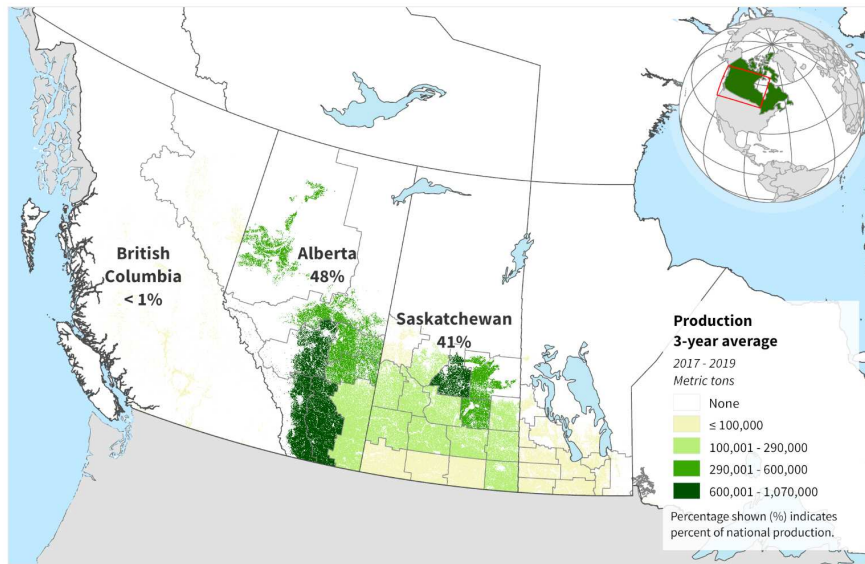 British
Columbia
< 1%
Alberta
48%
Saskatchewan
41%
Production
3-year average
2017 - 2019
Metric tons
None
≤ 100,000
100,001 - 290,000
290,001 - 600,000
600,001 - 1,070,000
Percentage shown (%) indicates
percent of national production.